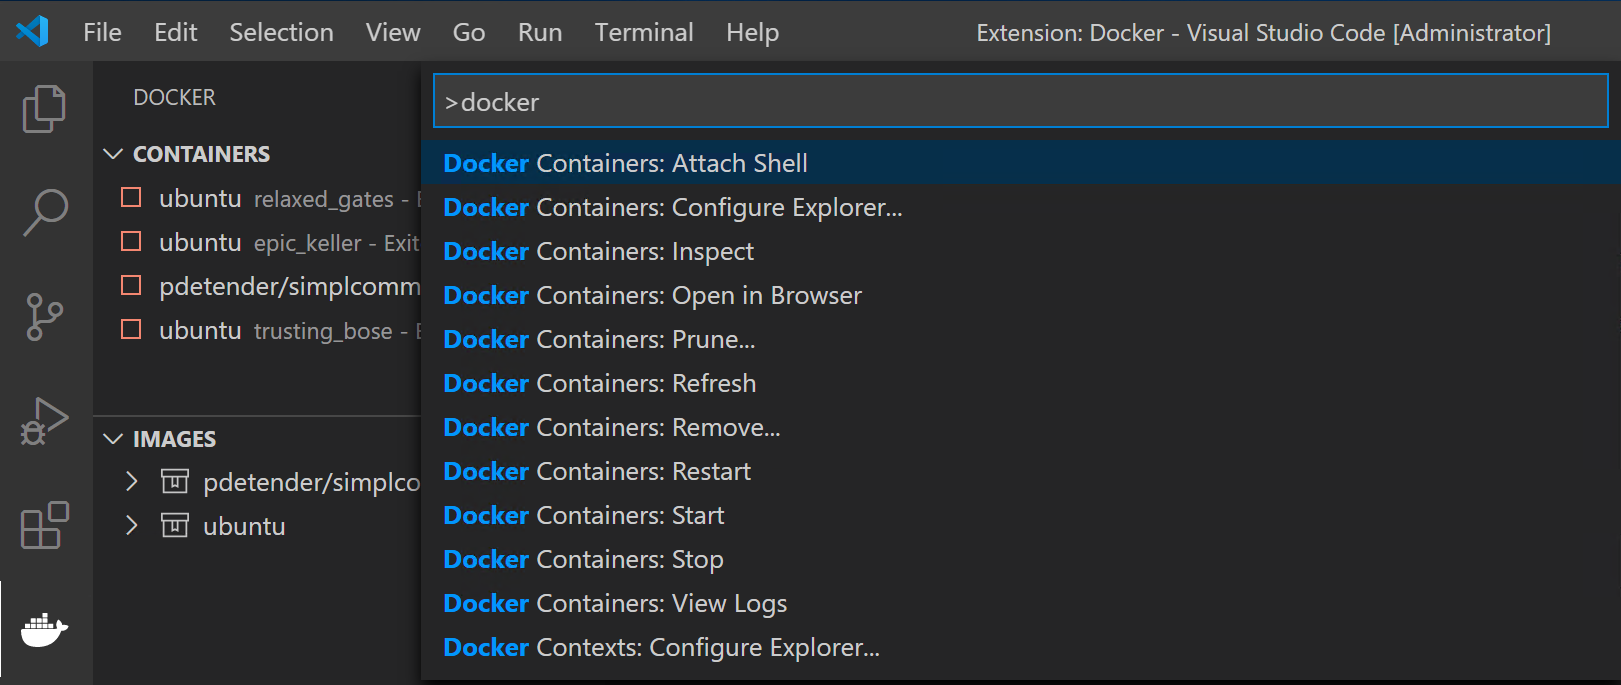 File Edit Selection View Go Run Terminal Help Extension: Docker - Visual Studio Code [Administrator]
DOCKER
CONTAINERS
ubuntu relaxed_gates -
ubuntu epic_keller - Exit
pdetender/simplcomm
ubuntu trusting_bose -
IMAGES
pdetender/simplco
ubuntu
>docker
Docker Containers: Attach Shell
Docker Containers: Configure Explorer...
Docker Containers: Inspect
Docker Containers: Open in Browser
Docker Containers: Prune...
Docker Containers: Refresh
Docker Containers: Remove...
Docker Containers: Restart
Docker Containers: Start
Docker Containers: Stop
Docker Containers: View Logs
Docker Contexts: Configure Explorer...